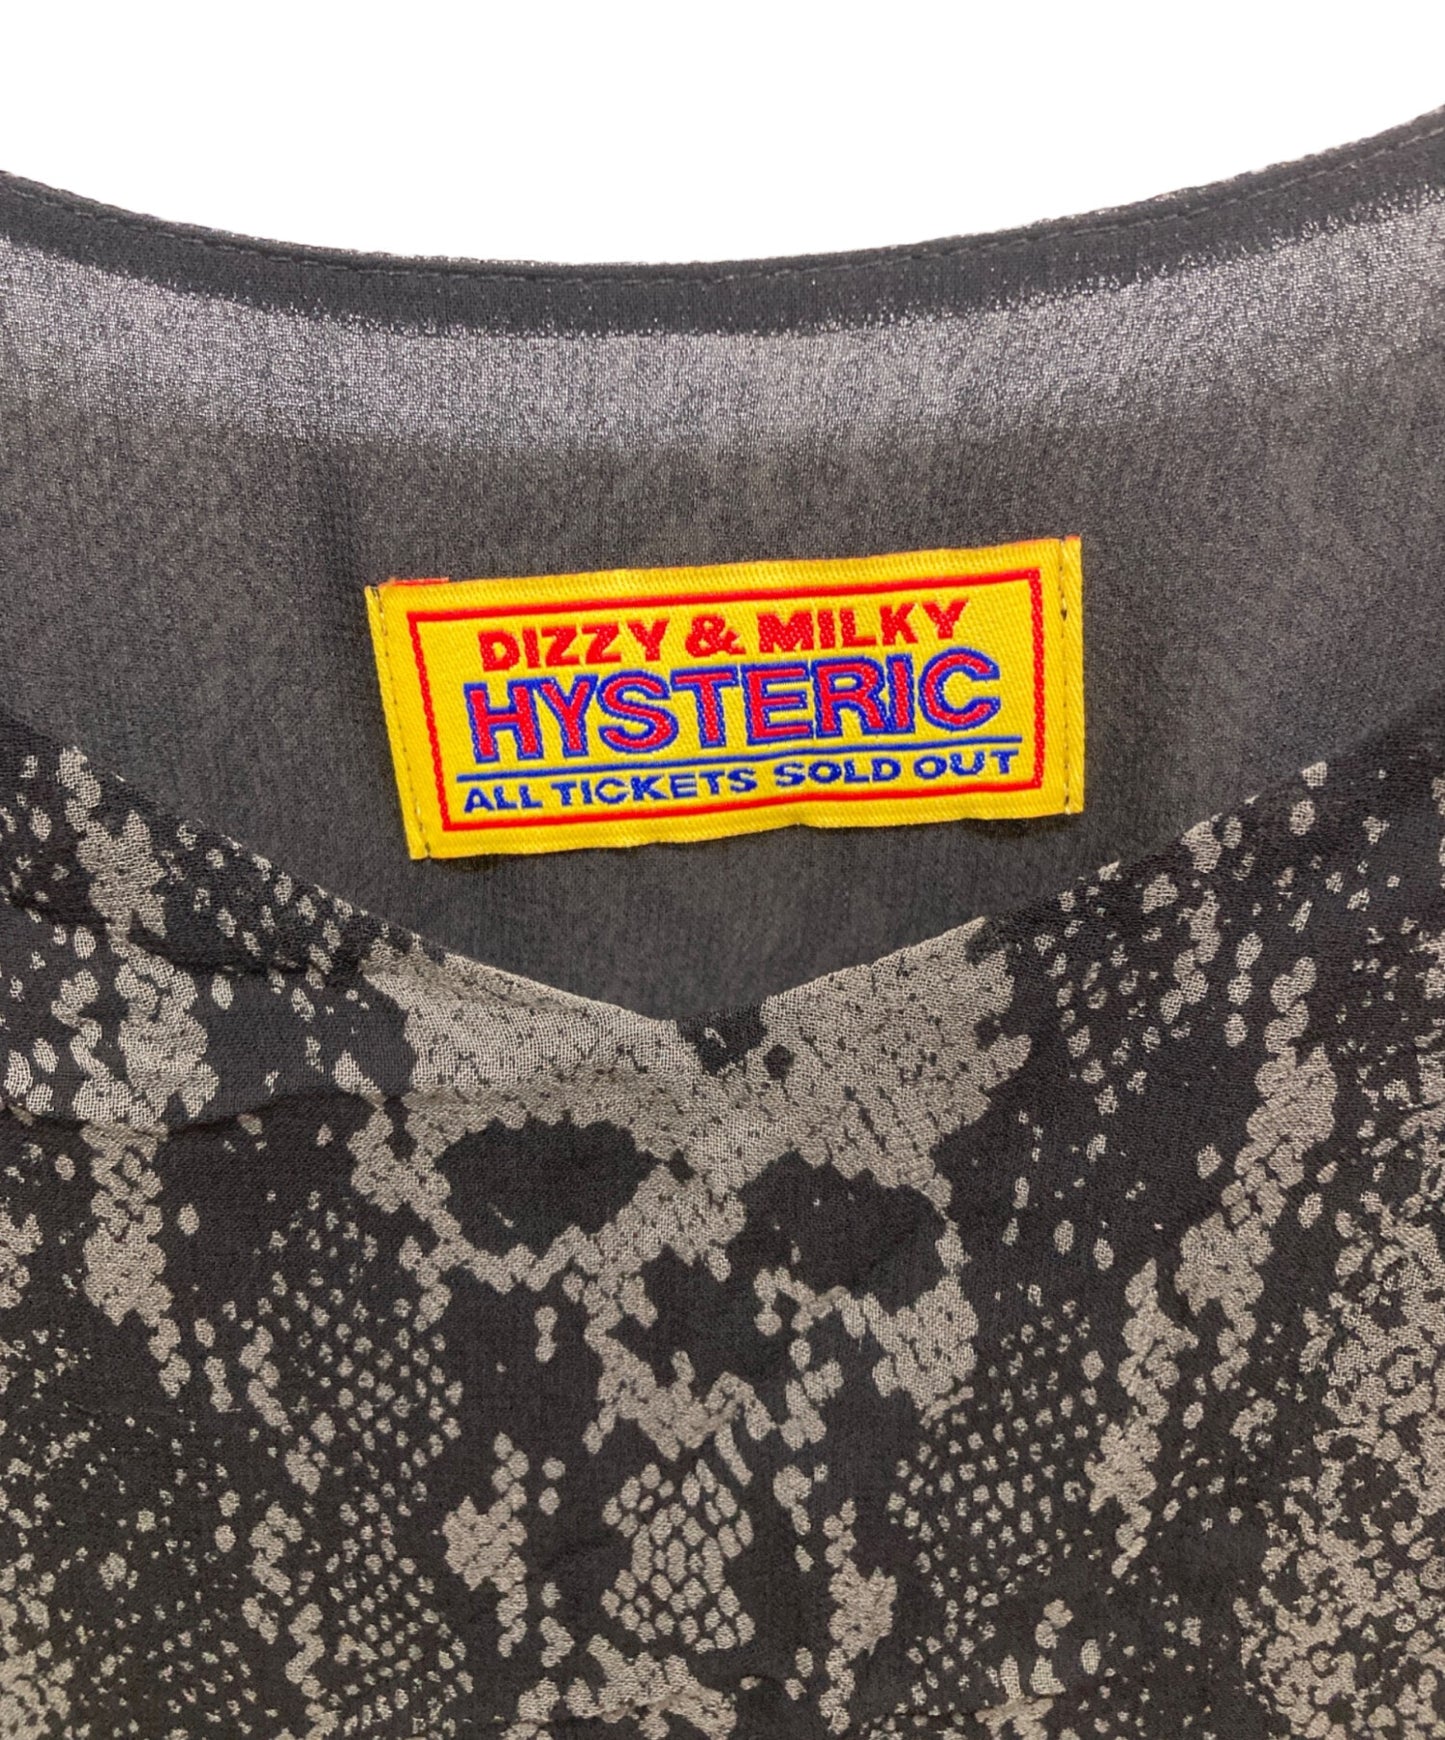 DIZZY & MILKY
HYSTERIC
ALL TICKETS SOLD OUT